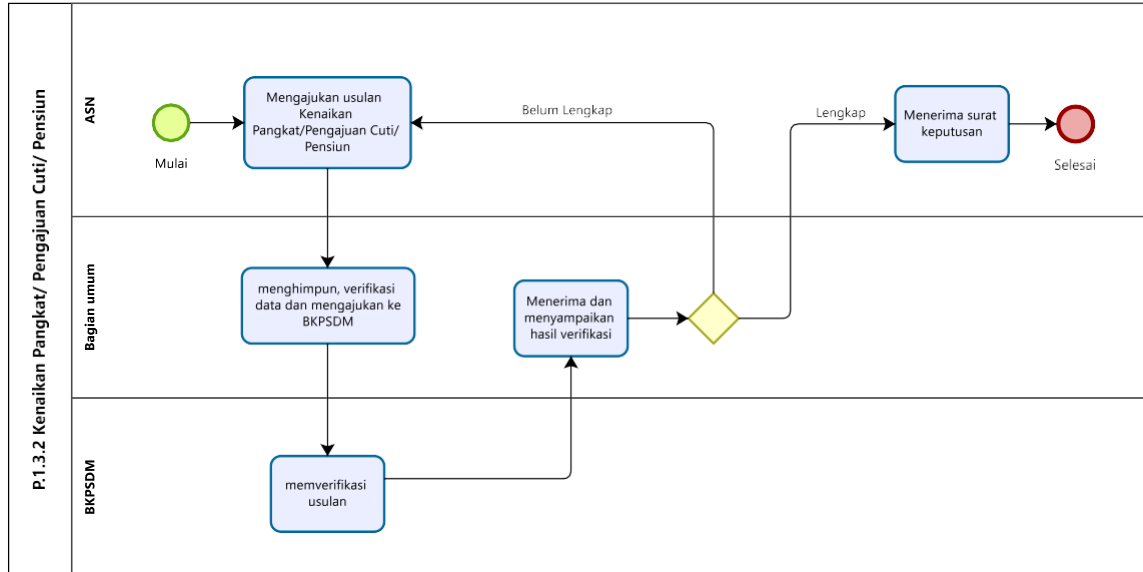 P.1.3.2 Kenaikan Pangkat/ Pengajuan Cuti/ Pensiun
ASN
Mulai
Mengajukan usulan
Kenaikan
Pangkat/Pengajuan Cuti/
Pensiun
Belum Lengkap
Lengkap
Menerima surat
keputusan
Selesai
Bagian umum
menghimpun, verifikasi
data dan mengajukan ke
BKPSDM
Menerima dan
menyampaikan
hasil verifikasi
BKPSDM
memverifikasi
usulan